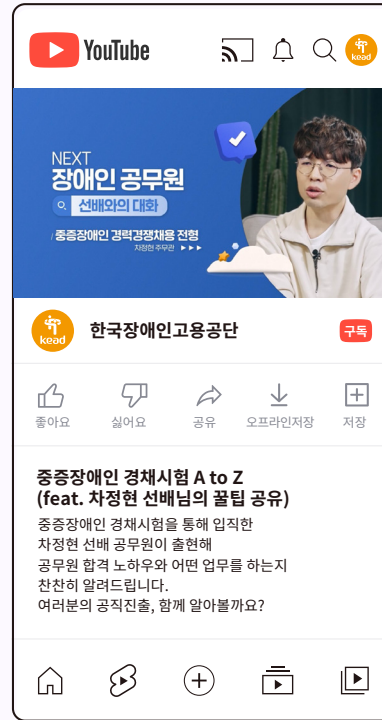 YouTube
kead
NEXT
장애인 공무원
선배와의 대화
/ 중증장애인 경력경쟁채용 전형
차정현 주무관 ▶ ▶ ▶
kead
한국장애인고용공단
구독
좋아요 싫어요 공유 오프라인저장 저장
중증장애인 경채시험 A to Z
(feat. 차정현 선배님의 꿀팁 공유)
중증장애인 경채시험을 통해 입직한
차정현 선배 공무원이 출현해
공무원 합격 노하우와 어떤 업무를 하는지
찬찬히 알려드립니다.
여러분의 공직진출, 함께 알아볼까요?